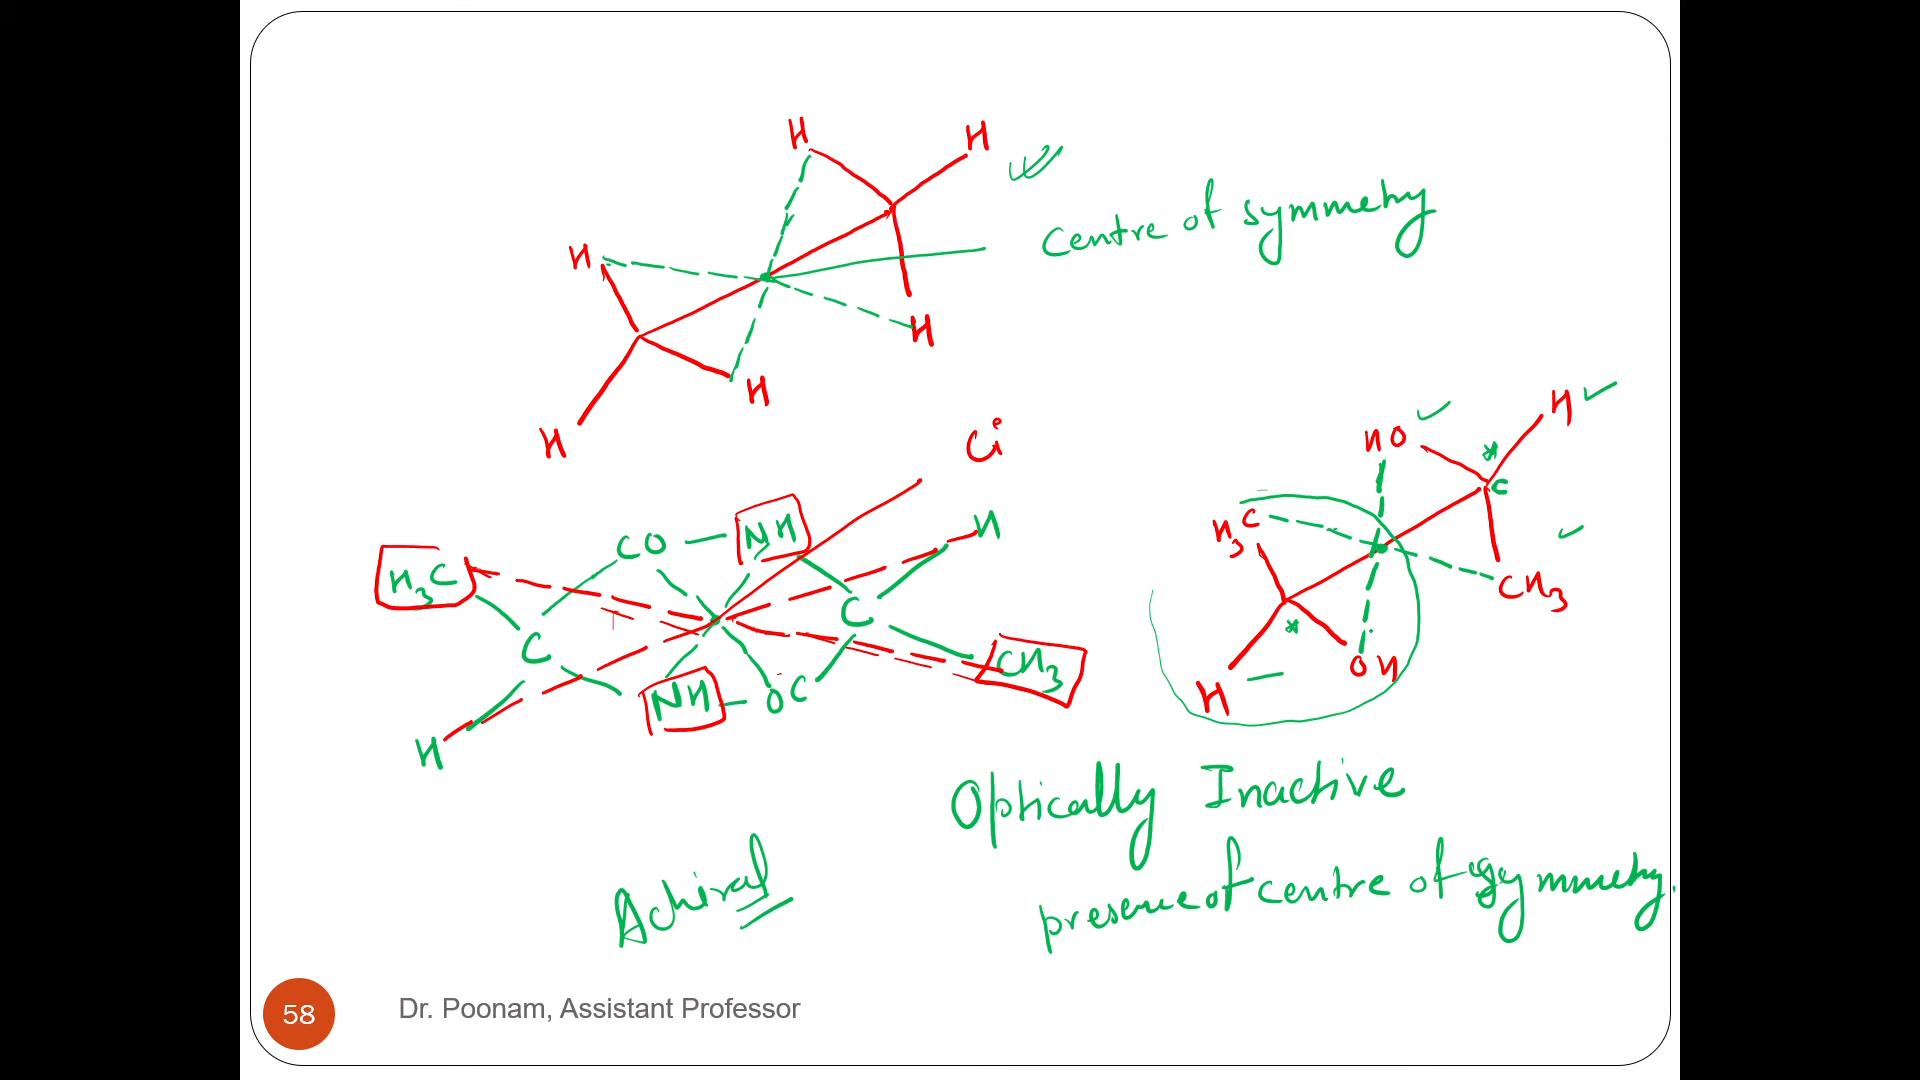 H
H
Centre of symmetry
H
H
H
H
Ci
H
HO
*
C
H3C
CH3
*
OH
H
CO — NH
H
H3C
C
C
CH3
NH — OC
H
Optically Inactive
Achiral
presence of centre of symmetry.
58
Dr. Poonam, Assistant Professor